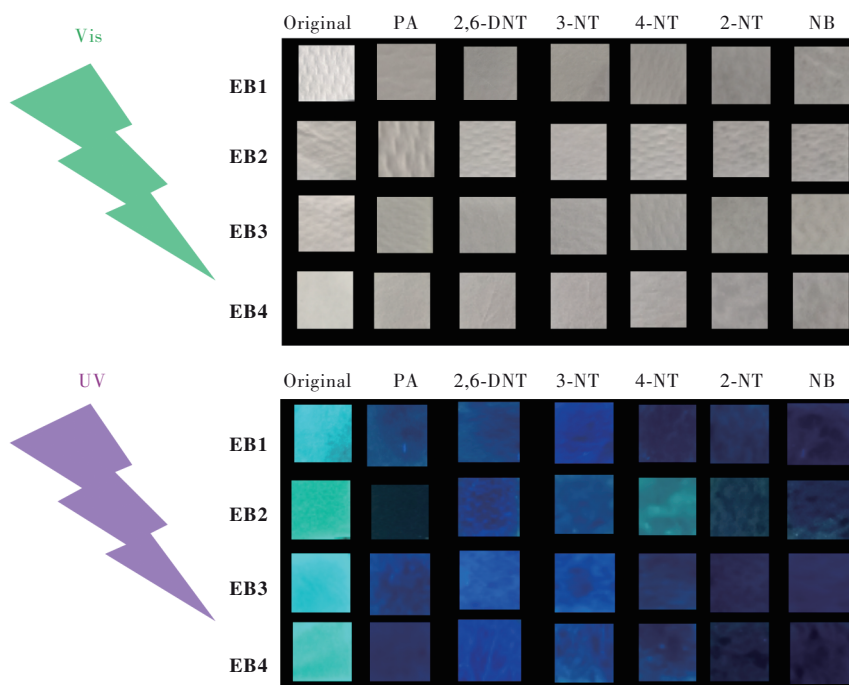 Vis
Original PA 2,6-DNT 3-NT 4-NT 2-NT NB
EB1
EB2
EB3
EB4
UV
Original PA 2,6-DNT 3-NT 4-NT 2-NT NB
EB1
EB2
EB3
EB4